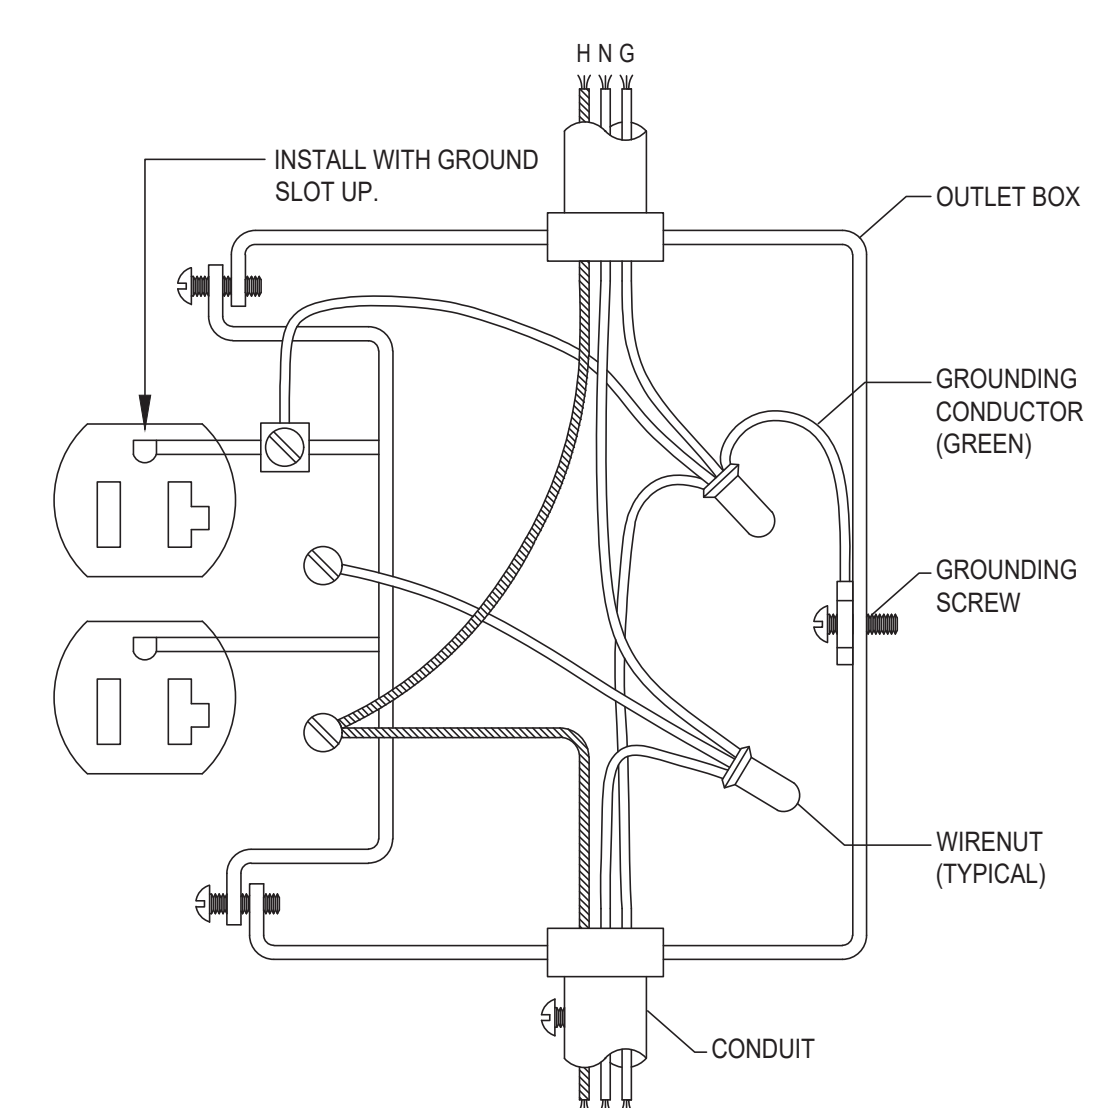 H N G
INSTALL WITH GROUND
SLOT UP.
OUTLET BOX
GROUNDING
CONDUCTOR
(GREEN)
GROUNDING
SCREW
WIRENUT
(TYPICAL)
CONDUIT